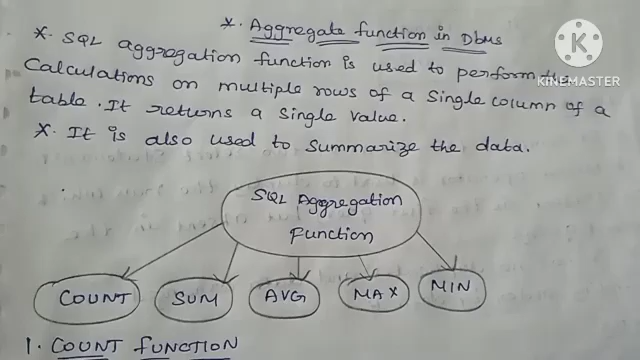 *. Aggregate function in Dbms
*. SQL aggregation function is used to perform the
Calculations on multiple rows of a single column of a
table. It returns a single value.
*. It is also used to summarize the data.
SQL Aggregation
Function
COUNT SUM AVG MAX MIN
1. COUNT FUNCTION
K
KINEMASTER